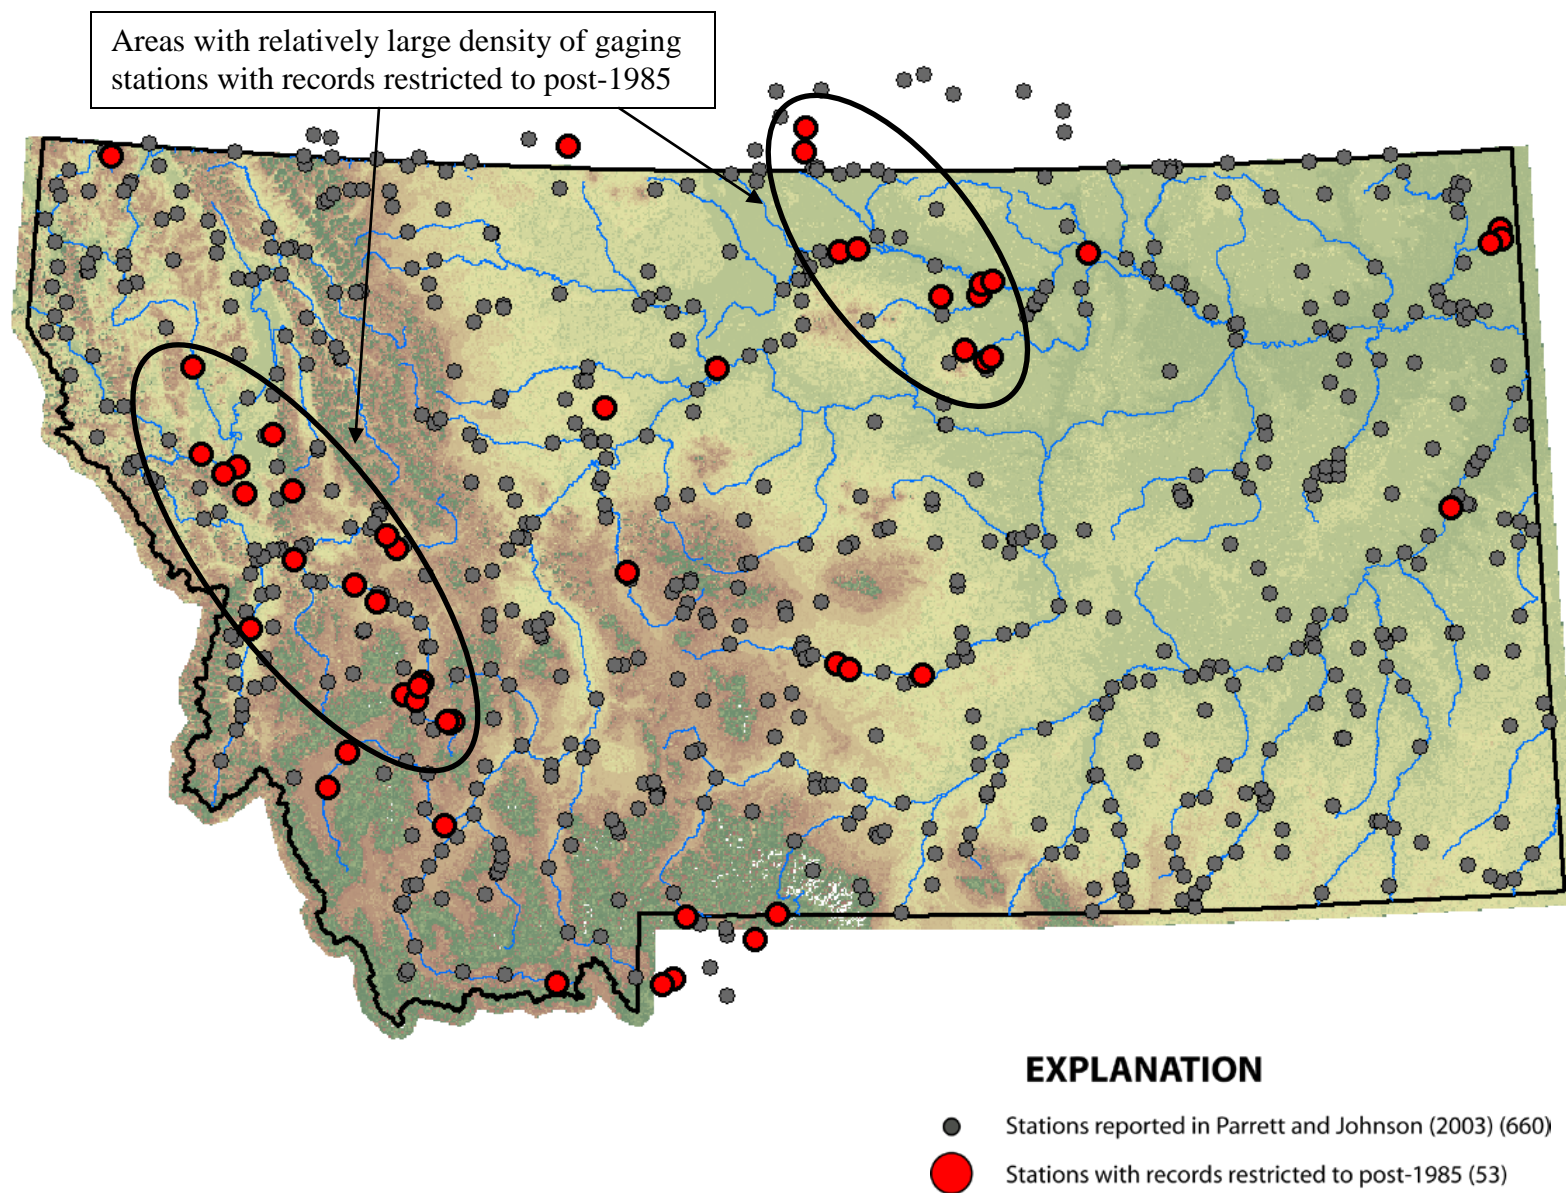 Areas with relatively large density of gaging
stations with records restricted to post-1985
EXPLANATION
Stations reported in Parrett and Johnson (2003) (660)
Stations with records restricted to post-1985 (53)